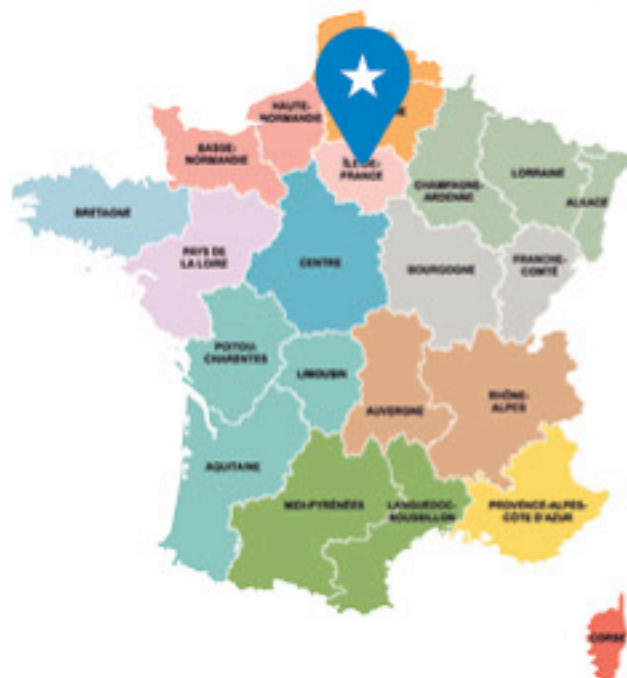 HAUTE-
NORMANDIE
BASSE-
NORMANDIE
ÎLE-DE-
FRANCE
CHAMPAGNE-
ARDENNE
LORRAINE
ALSACE
BRETAGNE
PAYS DE
LA LOIRE
CENTRE
BOURGOGNE
FRANCHE-
COMTÉ
POITOU-
CHARENTES
LIMOUSIN
AUVERGNE
RHÔNE-
ALPES
AQUITAINE
MIDI-PYRÉNÉES
LANGUEDOC-
ROUSSILLON
PROVENCE-ALPES-
CÔTE D'AZUR
CORSE